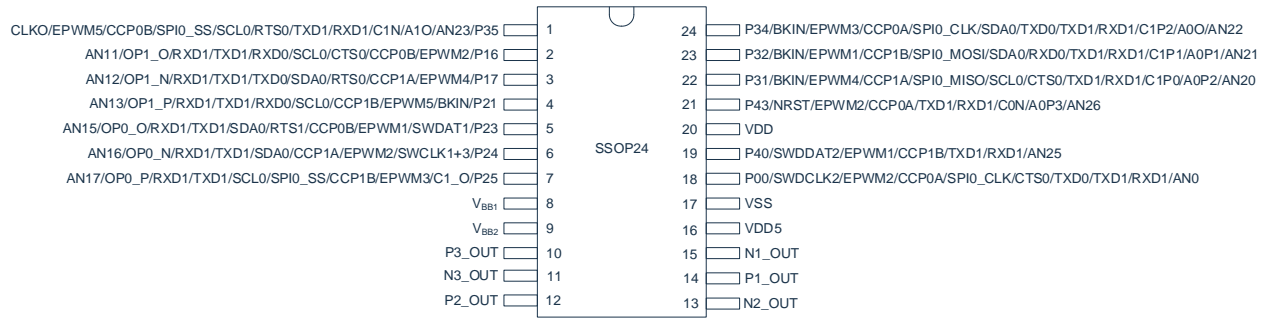 CLKO/EPWM5/CCP0B/SPI0_SS/SCL0/RTS0/TXD1/RXD1/C1N/A1O/AN23/P35 1
AN11/OP1_O/RXD1/TXD1/RXD0/SCL0/CTS0/CCP0B/EPWM2/P16 2
AN12/OP1_N/RXD1/TXD1/TXD0/SDA0/RTS0/CCP1A/EPWM4/P17 3
AN13/OP1_P/RXD1/TXD1/RXD0/SCL0/CCP1B/EPWM5/BKIN/P21 4
AN15/OP0_O/RXD1/TXD1/SDA0/RTS1/CCP0B/EPWM1/SWDAT1/P23 5
AN16/OP0_N/RXD1/TXD1/SDA0/CCP1A/EPWM2/SWCLK1+3/P24 6
AN17/OP0_P/RXD1/TXD1/SCL0/SPI0_SS/CCP1B/EPWM3/C1_O/P25 7
VBB1 8
VBB2 9
P3_OUT 10
N3_OUT 11
P2_OUT 12
SSOP24
24 P34/BKIN/EPWM3/CCP0A/SPI0_CLK/SDA0/TXD0/TXD1/RXD1/C1P2/A0O/AN22
23 P32/BKIN/EPWM1/CCP1B/SPI0_MOSI/SDA0/RXD0/TXD1/RXD1/C1P1/A0P1/AN21
22 P31/BKIN/EPWM4/CCP1A/SPI0_MISO/SCL0/CTS0/TXD1/RXD1/C1P0/A0P2/AN20
21 P43/NRST/EPWM2/CCP0A/TXD1/RXD1/C0N/A0P3/AN26
20 VDD
19 P40/SWDDAT2/EPWM1/CCP1B/TXD1/RXD1/AN25
18 P00/SWDCLK2/EPWM2/CCP0A/SPI0_CLK/CTS0/TXD0/TXD1/RXD1/AN0
17 VSS
16 VDD5
15 N1_OUT
14 P1_OUT
13 N2_OUT